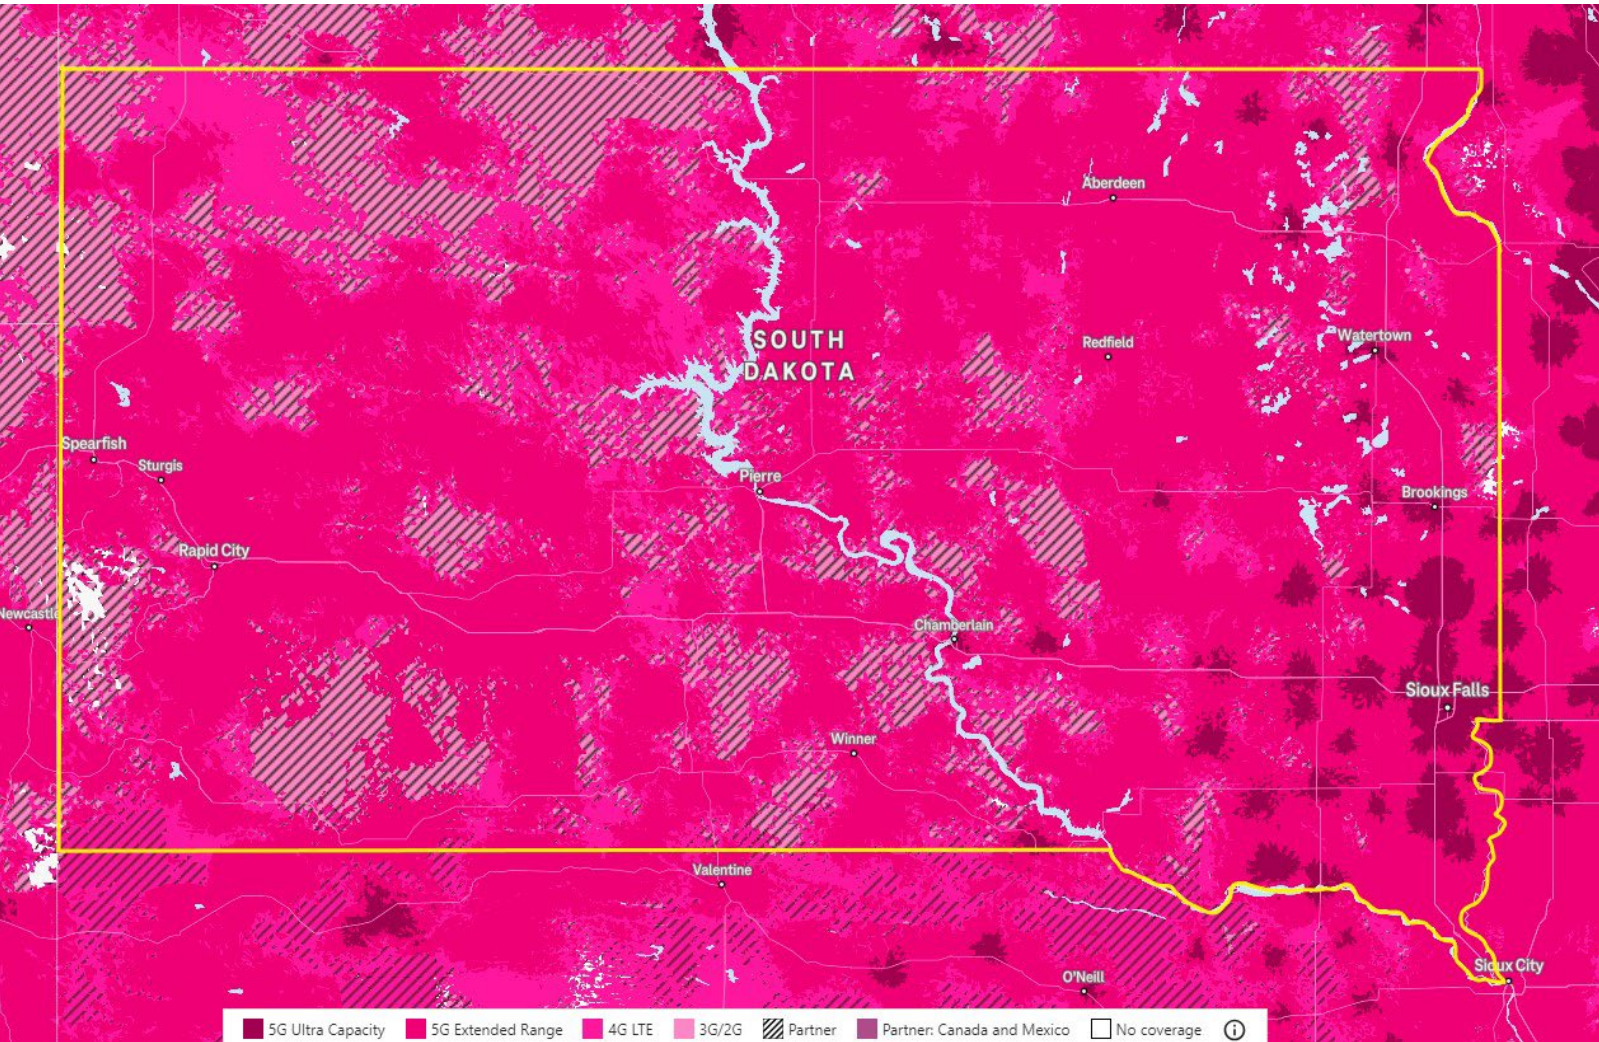 Aberdeen
SOUTH
DAKOTA
Redfield
Watertown
Spearfish
Sturgis
Pierre
Brookings
Rapid City
Newcastle
Chamberlain
Sioux Falls
Winner
Valentine
Sioux City
O'Neill
5G Ultra Capacity 5G Extended Range 4G LTE 3G/2G Partner Partner: Canada and Mexico No coverage